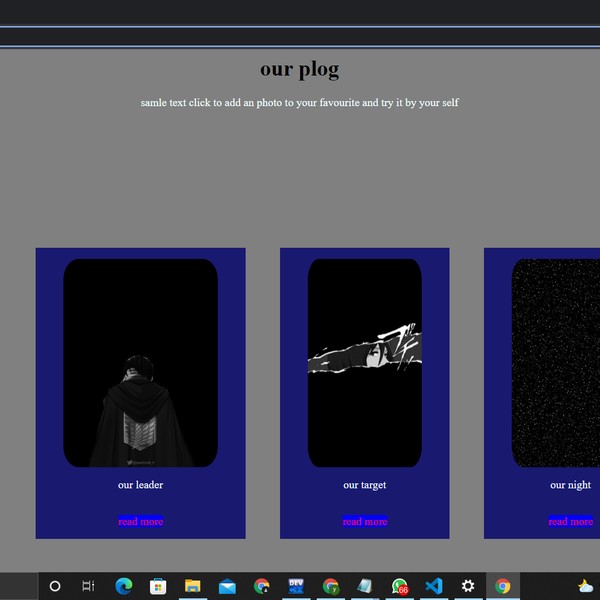 our plog
samle text click to add an photo to your favourite and try it by your self
our leader
our target
our night
read more
read more
read more
DEV
66